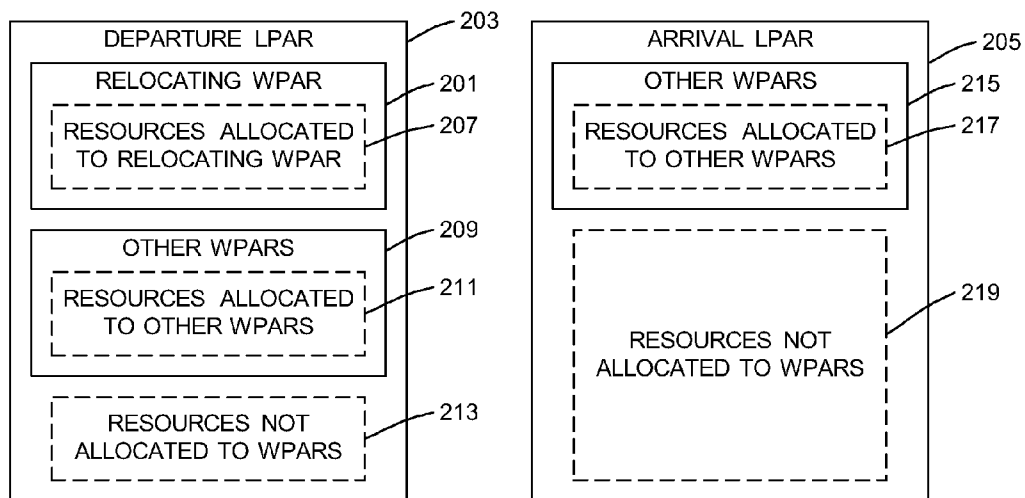 DEPARTURE LPAR
203
RELOCATING WPAR
201
RESOURCES ALLOCATED
TO RELOCATING WPAR
207
OTHER WPARS
209
RESOURCES ALLOCATED
TO OTHER WPARS
211
RESOURCES NOT
ALLOCATED TO WPARS
213
ARRIVAL LPAR
205
OTHER WPARS
215
RESOURCES ALLOCATED
TO OTHER WPARS
217
RESOURCES NOT
ALLOCATED TO WPARS
219